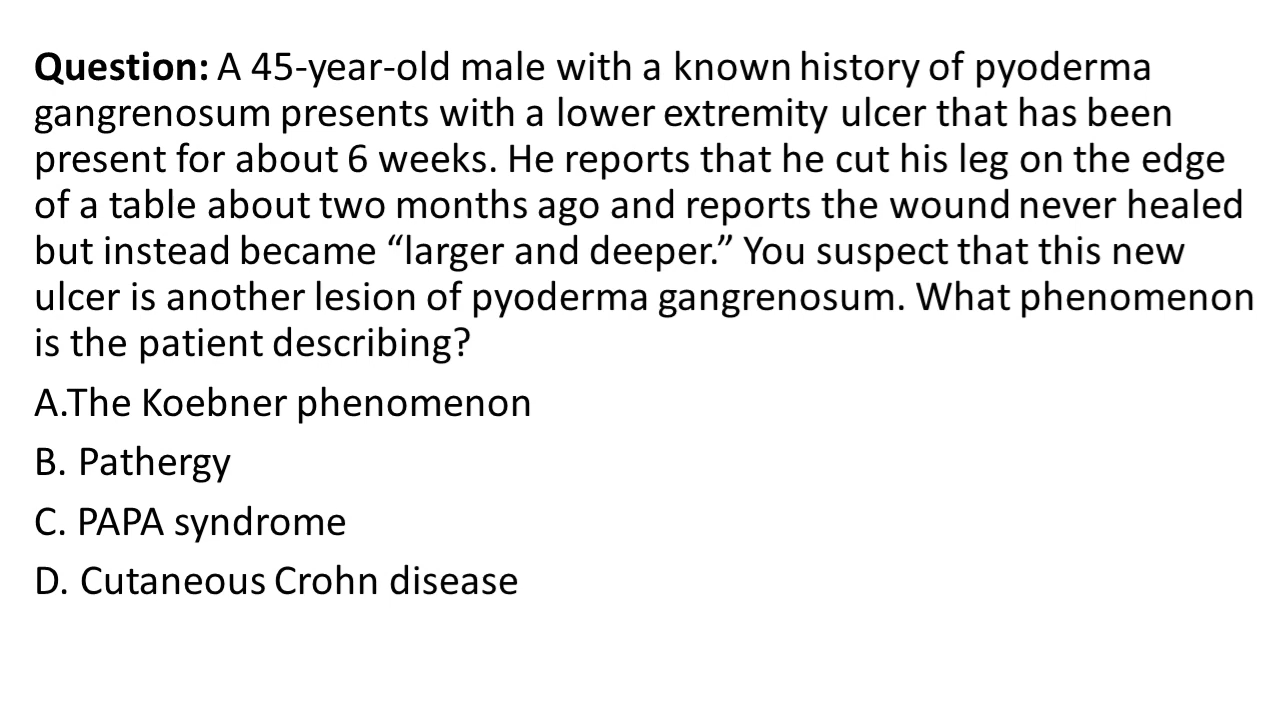 Question: A 45-year-old male with a known history of pyoderma
gangrenosum presents with a lower extremity ulcer that has been
present for about 6 weeks. He reports that he cut his leg on the edge
of a table about two months ago and reports the wound never healed
but instead became “larger and deeper.” You suspect that this new
ulcer is another lesion of pyoderma gangrenosum. What phenomenon
is the patient describing?
A.The Koebner phenomenon
B. Pathergy
C. PAPA syndrome
D. Cutaneous Crohn disease